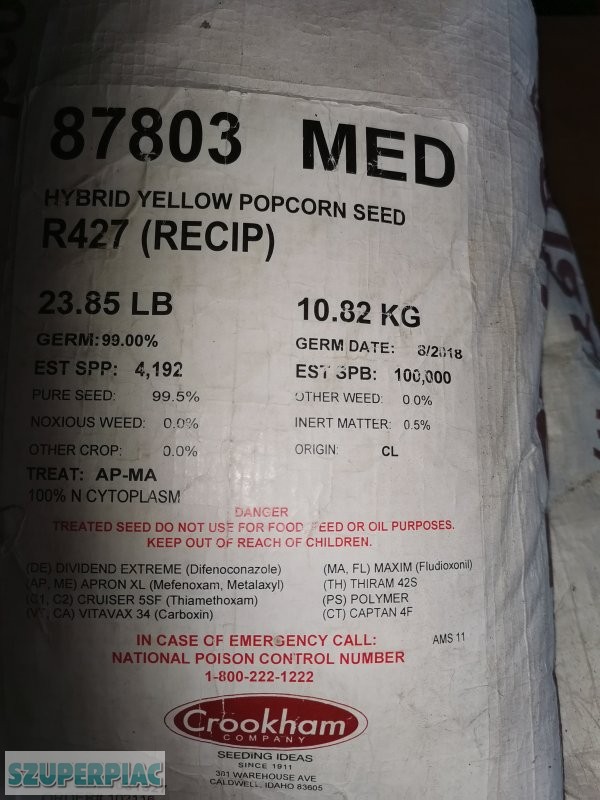 87803 MED
HYBRID YELLOW POPCORN SEED
R427 (RECIP)
23.85 LB 10.82 KG
GERM: 99.00% GERM DATE: 8/2018
EST SPP: 4,192 EST SPB: 100,000
PURE SEED: 99.5% OTHER WEED: 0.0%
NOXIOUS WEED: 0.0% INERT MATTER: 0.5%
OTHER CROP: 0.0% ORIGIN: CL
TREAT: AP-MA
100% N CYTOPLASM
DANGER
TREATED SEED DO NOT USE FOR FOOD FEED OR OIL PURPOSES.
KEEP OUT OF REACH OF CHILDREN.
(DE) DIVIDEND EXTREME (Difenoconazole) (MA, FL) MAXIM (Fludioxonil)
(AP, ME) APRON XL (Mefenoxam, Metalaxyl) (TH) THIRAM 42S
(C1, C2) CRUISER 5SF (Thiamethoxam) (PS) POLYMER
CA) VITAVAX 34 (Carboxin) (CT) CAPTAN 4F
IN CASE OF EMERGENCY CALL: AMS 11
NATIONAL POISON CONTROL NUMBER
1-800-222-1222
Crookham
COMPANY
SEEDING IDEAS
SINCE 1911
301 WAREHOUSE AVE
CALDWELL, IDAHO 83605
SZUPERPIAC